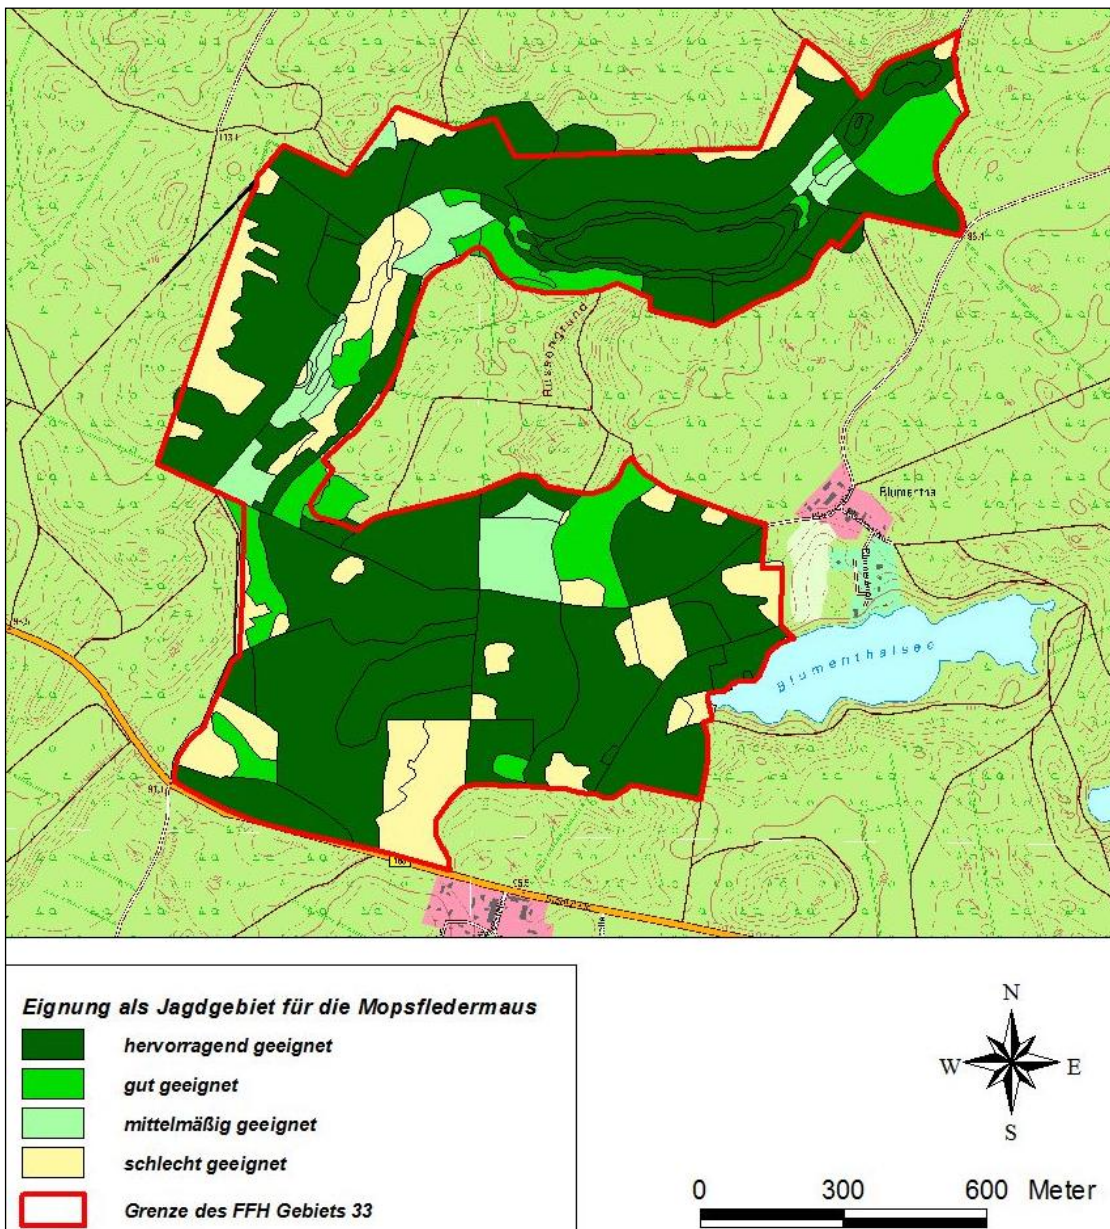 Russengrund
Blumenthal
Blumenthalsee
Eignung als Jagdgebiet für die Mopsfledermaus
hervorragend geeignet
gut geeignet
mittelmäßig geeignet
schlecht geeignet
Grenze des FFH Gebiets 33
N
W E
S
0 300 600 Meter